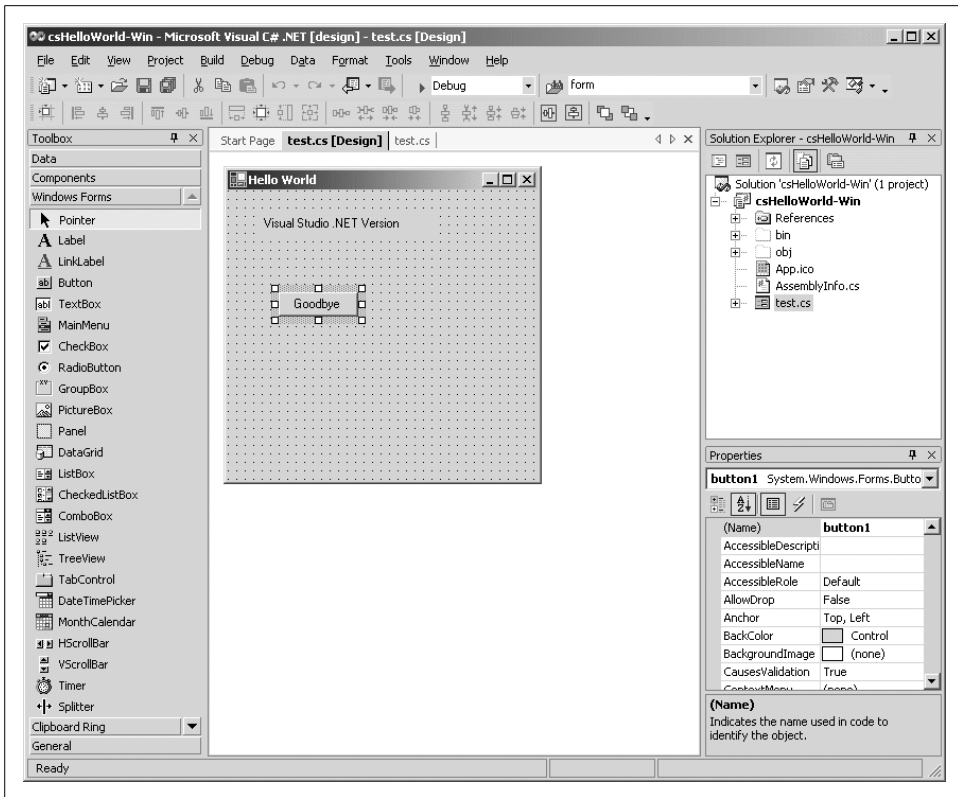 csHelloWorld-Win - Microsoft Visual C# .NET [design] - test.cs [Design]
File Edit View Project Build Debug Data Format Tools Window Help
Debug form
Toolbox
Data
Components
Windows Forms
Pointer
Label
LinkLabel
Button
TextBox
MainMenu
CheckBox
RadioButton
GroupBox
PictureBox
Panel
DataGrid
ListBox
CheckedListBox
ComboBox
ListView
TreeView
TabControl
DateTimePicker
MonthCalendar
HScrollBar
VScrollBar
Timer
Splitter
Clipboard Ring
General
Start Page test.cs [Design] test.cs
Hello World
Visual Studio .NET Version
Goodbye
Solution Explorer - csHelloWorld-Win
Solution 'csHelloWorld-Win' (1 project)
csHelloWorld-Win
References
bin
obj
App.ico
AssemblyInfo.cs
test.cs
Properties
button1 System.Windows.Forms.Butto
(Name) button1
AccessibleDescripti
AccessibleName
AccessibleRole Default
AllowDrop False
Anchor Top, Left
BackColor Control
BackgroundImage (none)
CausesValidation True
ContextMenu (none)
(Name)
Indicates the name used in code to
identify the object.
Ready